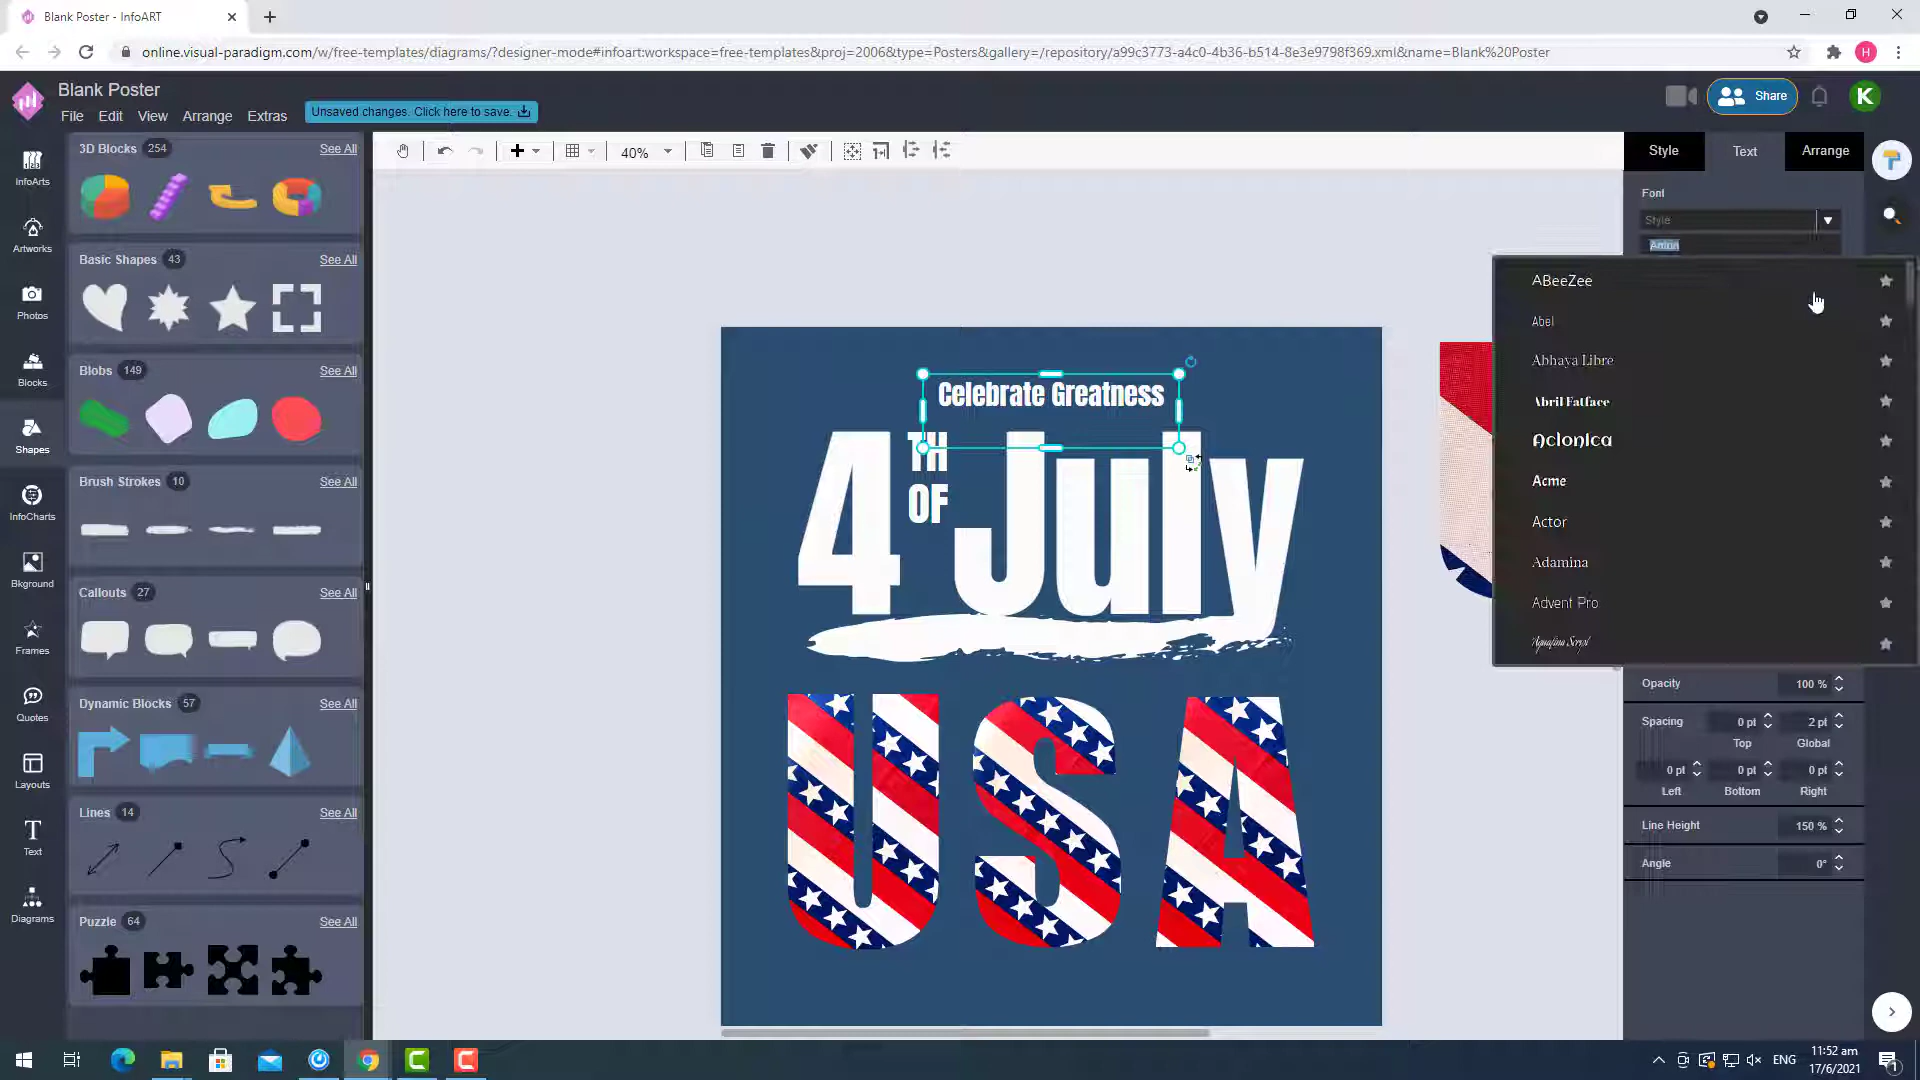 Blank Poster - InfoART
online.visual-paradigm.com/w/free-templates/diagrams/?designer-mode#infoart:workspace=free-templates&proj=2006&type=Posters&gallery=/repository/a99c3773-a4c0-4b36-b514-8e3e9798f369.xml&name=Blank%20Poster
H
Blank Poster
File Edit View Arrange Extras
Unsaved changes. Click here to save.
Share
K
InfoArts
Artworks
Photos
Blocks
Shapes
InfoCharts
Bkground
Frames
Quotes
Layouts
Text
Diagrams
3D Blocks 254 See All
Basic Shapes 43 See All
Blobs 149 See All
Brush Strokes 10 See All
Callouts 27 See All
Dynamic Blocks 57 See All
Lines 14 See All
Puzzle 64 See All
40%
Celebrate Greatness
4 TH OF July
USA
Style Text Arrange
Font
Style
ABeeZee
Abel
Abhaya Libre
Abril Fatface
Aclonica
Acme
Actor
Adamina
Advent Pro
Aguafina Script
Opacity 100 %
Spacing 0 pt 2 pt
Top Global
0 pt 0 pt 0 pt
Left Bottom Right
Line Height 150 %
Angle 0°
ENG
11:52 am
17/6/2021
1